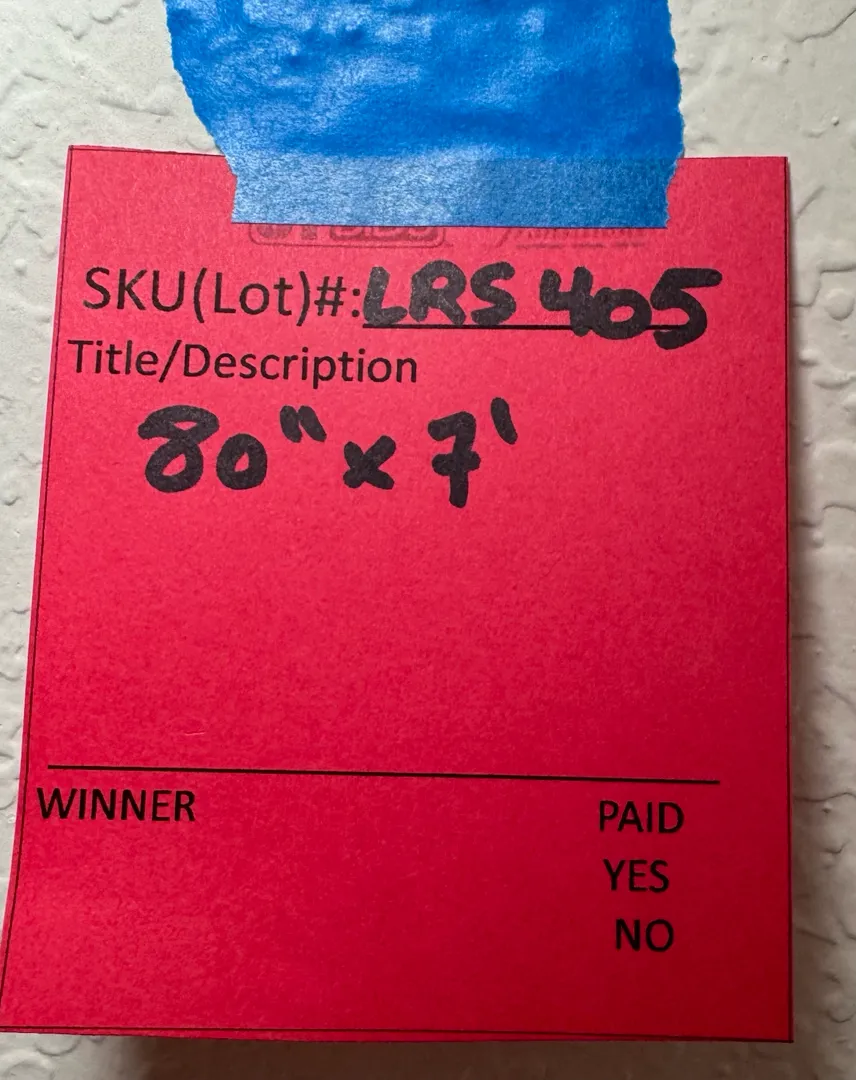 SKU(Lot)#:LRS 405
Title/Description
80" x 7'
WINNER
PAID
YES
NO